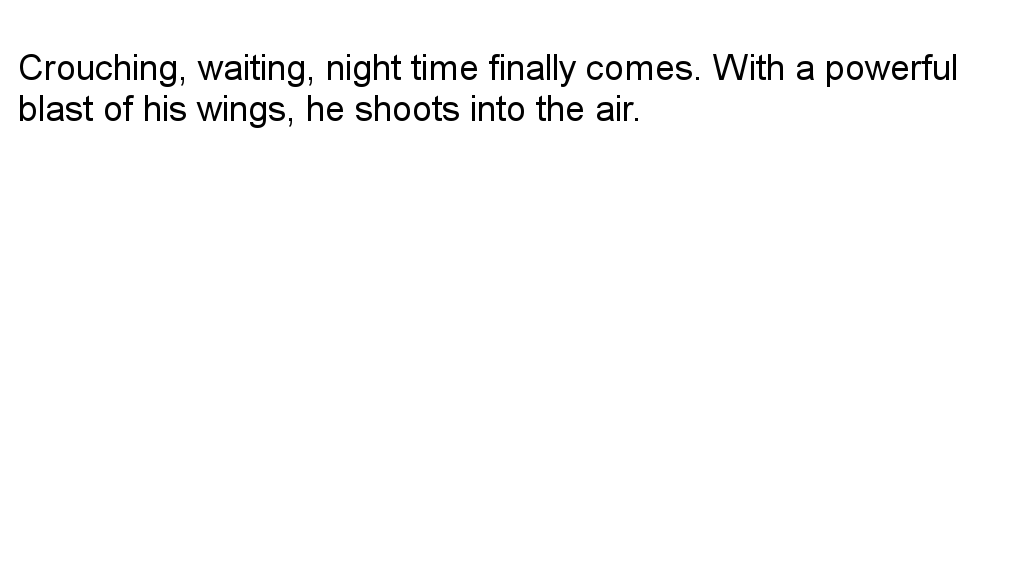 Crouching, waiting, night time finally comes. With a powerful
blast of his wings, he shoots into the air.